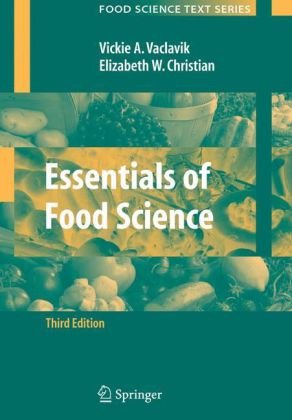 FOOD SCIENCE TEXT SERIES
Vickie A. Vaclavik
Elizabeth W. Christian
Essentials of
Food Science
Third Edition
Springer